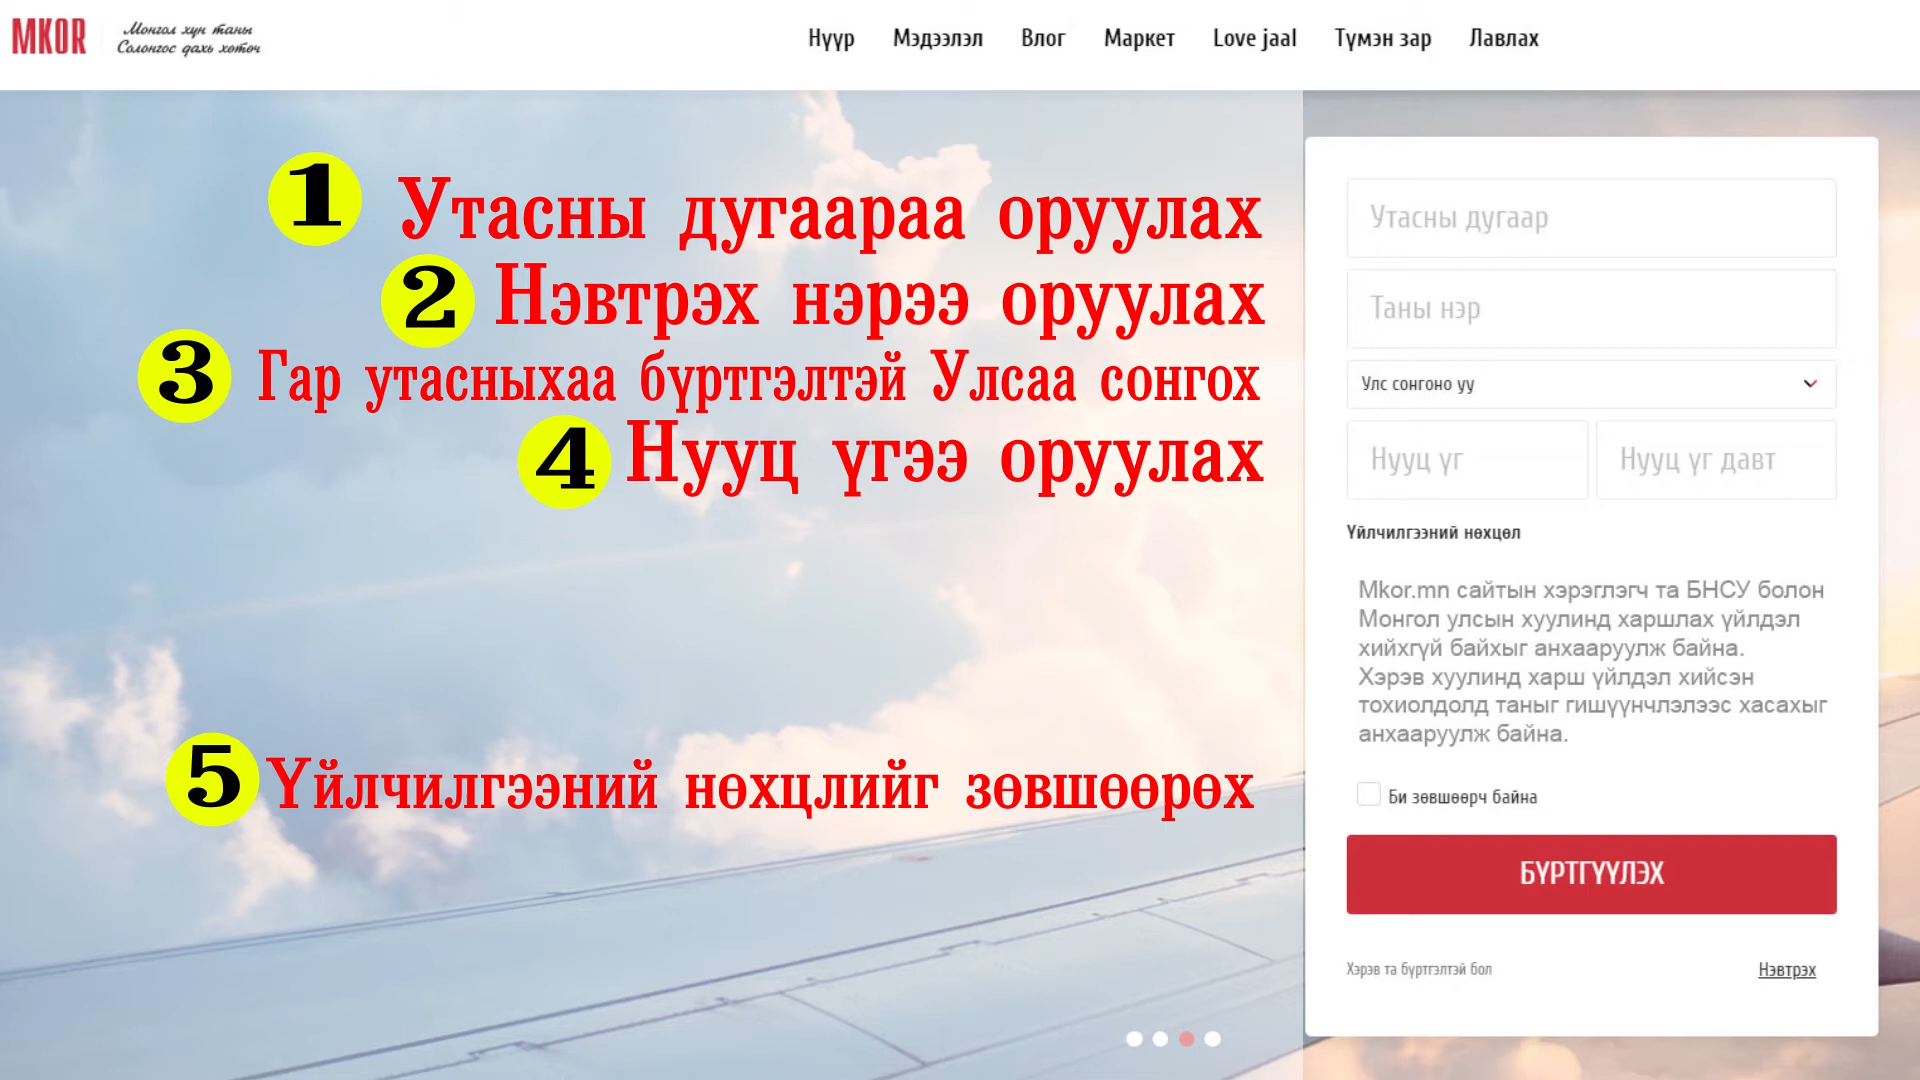 MKOR
Монгол хүн таны
Солонгос дахь хөтөч
Нүүр Мэдээлэл Влог Маркет Love jaal Түмэн зар Лавлах
1 Утасны дугаараа оруулах
2 Нэвтрэх нэрээ оруулах
3 Гар утасныхаа бүртгэлтэй Улсаа сонгох
4 Нууц үгээ оруулах
5 Үйлчилгээний нөхцлийг зөвшөөрөх
Утасны дугаар
Таны нэр
Улс сонгоно уу
Нууц үг Нууц үг давт
Үйлчилгээний нөхцөл
Mkor.mn сайтын хэрэглэгч та БНСУ болон
Монгол улсын хуулинд харшлах үйлдэл
хийхгүй байхыг анхааруулж байна.
Хэрэв хуулинд харш үйлдэл хийсэн
тохиолдолд таныг гишүүнчлэлээс хасахыг
анхааруулж байна.
Би зөвшөөрч байна
БҮРТГҮҮЛЭХ
Хэрэв та бүртгэлтэй бол Нэвтрэх